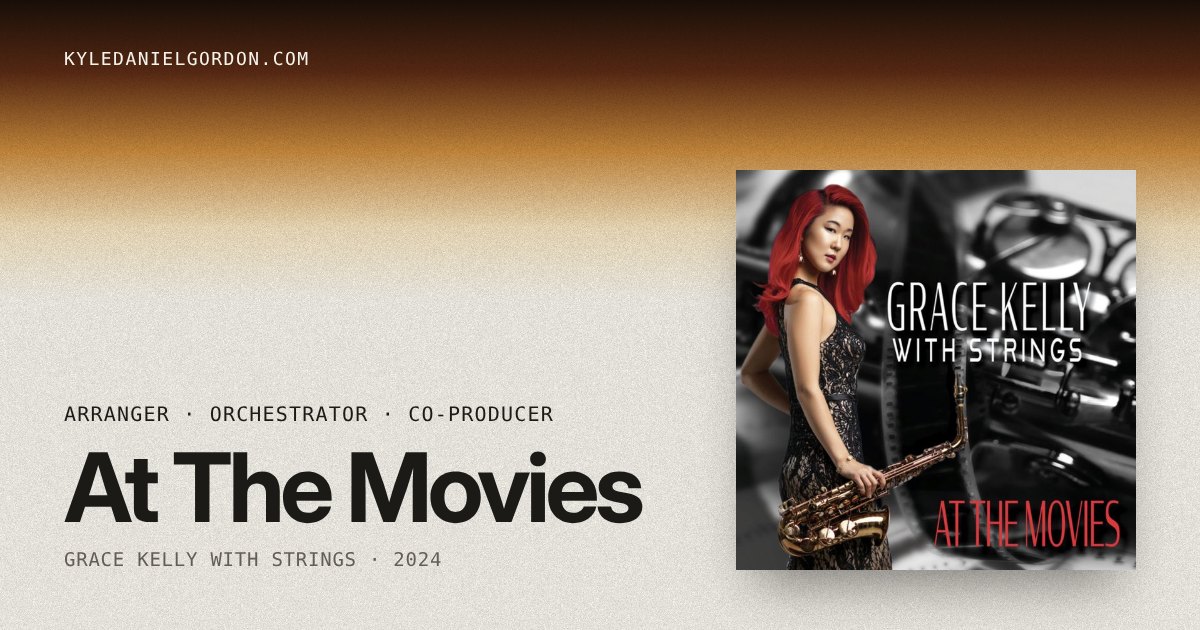 KYLEDANIELGORDON.COM
ARRANGER · ORCHESTRATOR · CO-PRODUCER
At The Movies
GRACE KELLY WITH STRINGS · 2024
GRACE KELLY
WITH STRINGS
AT THE MOVIES